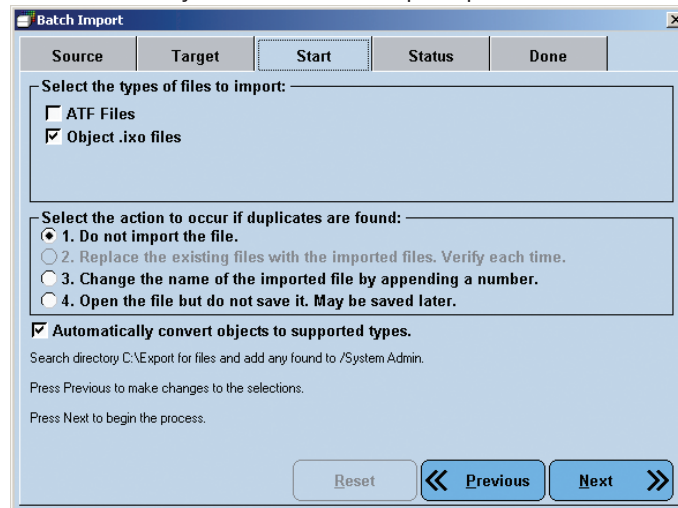 Batch Import
Source Target Start Status Done
Select the types of files to import:
ATF Files
Object .ixo files
Select the action to occur if duplicates are found:
1. Do not import the file.
2. Replace the existing files with the imported files. Verify each time.
3. Change the name of the imported file by appending a number.
4. Open the file but do not save it. May be saved later.
Automatically convert objects to supported types.
Search directory C:\Export for files and add any found to /System Admin.
Press Previous to make changes to the selections.
Press Next to begin the process.
Reset Previous Next